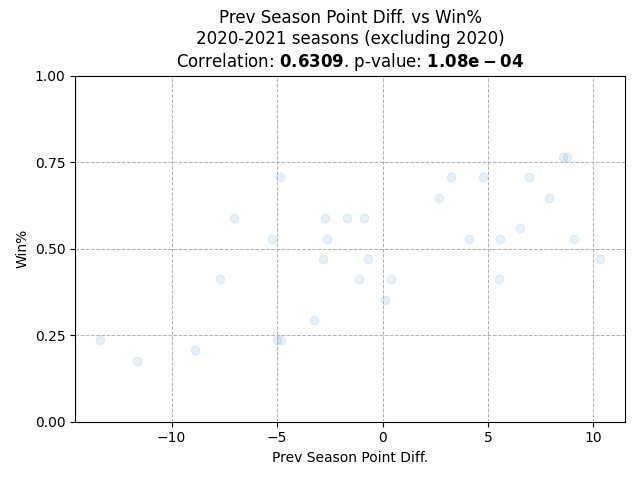 Prev Season Point Diff. vs Win%
2020-2021 seasons (excluding 2020)
Correlation: 0.6309. p-value: 1.08e−04
1.00
0.75
0.50
0.25
0.00
Win%
−10
−5
0
5
10
Prev Season Point Diff.